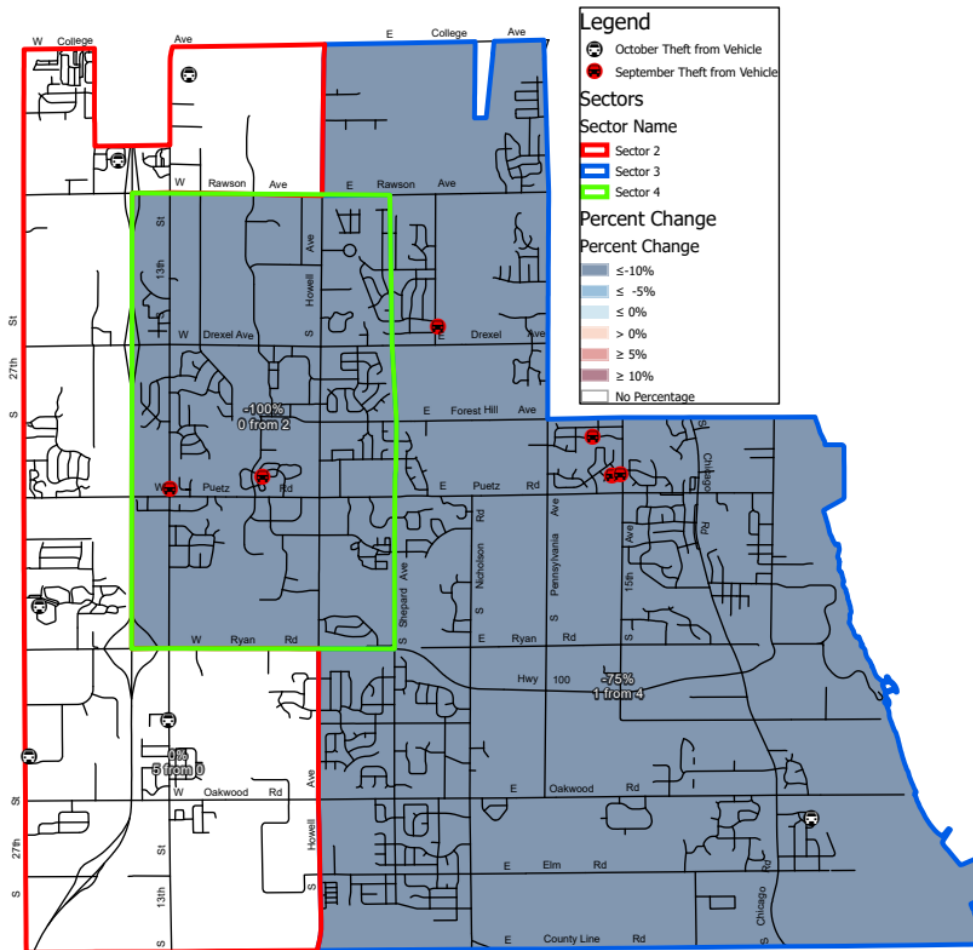 W College Ave
E College Ave
Legend
October Theft from Vehicle
September Theft from Vehicle
Sectors
Sector Name
Sector 2
Sector 3
Sector 4
Percent Change
Percent Change
≤-10%
≤ -5%
≤ 0%
> 0%
≥ 5%
≥ 10%
No Percentage
W Rawson Ave
E Rawson Ave
S 13th St
S Howell Ave
S 27th St
W Drexel Ave
E Drexel Ave
-100%
0 from 2
E Forest Hill Ave
S Chicago Rd
W Puetz Rd
E Puetz Rd
S Nicholson Rd
S Pennsylvania Ave
S 15th Ave
S Shepard Ave
W Ryan Rd
E Ryan Rd
Hwy 100
-75%
1 from 4
0%
5 from 0
W Oakwood Rd
E Oakwood Rd
S 27th St
S 13th St
S Howell Ave
E Elm Rd
S Chicago Rd
E County Line Rd